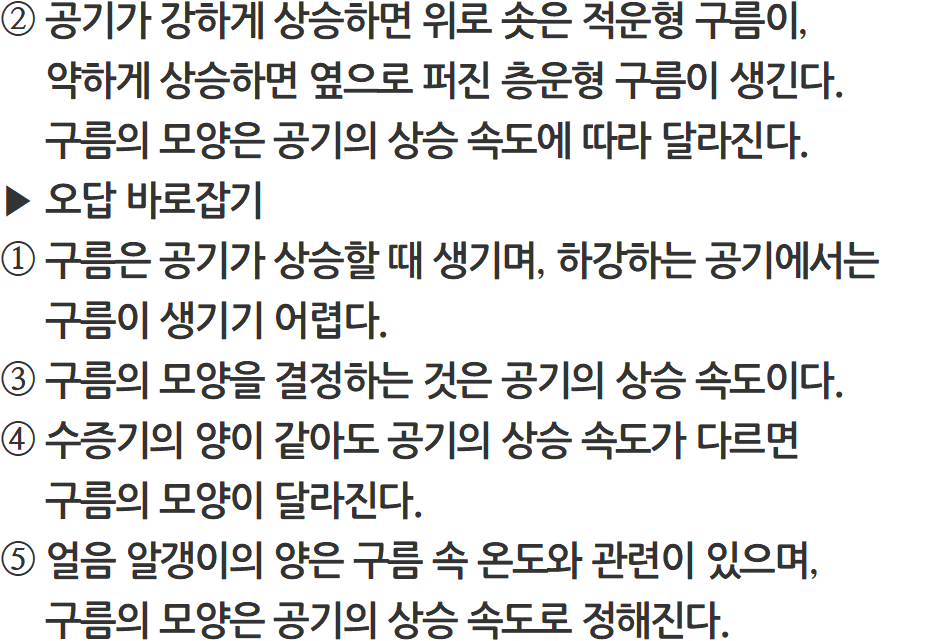 ② 공기가 강하게 상승하면 위로 솟은 적운형 구름이,
약하게 상승하면 옆으로 퍼진 층운형 구름이 생긴다.
구름의 모양은 공기의 상승 속도에 따라 달라진다.
▶ 오답 바로잡기
① 구름은 공기가 상승할 때 생기며, 하강하는 공기에서는
구름이 생기기 어렵다.
③ 구름의 모양을 결정하는 것은 공기의 상승 속도이다.
④ 수증기의 양이 같아도 공기의 상승 속도가 다르면
구름의 모양이 달라진다.
⑤ 얼음 알갱이의 양은 구름 속 온도와 관련이 있으며,
구름의 모양은 공기의 상승 속도로 정해진다.